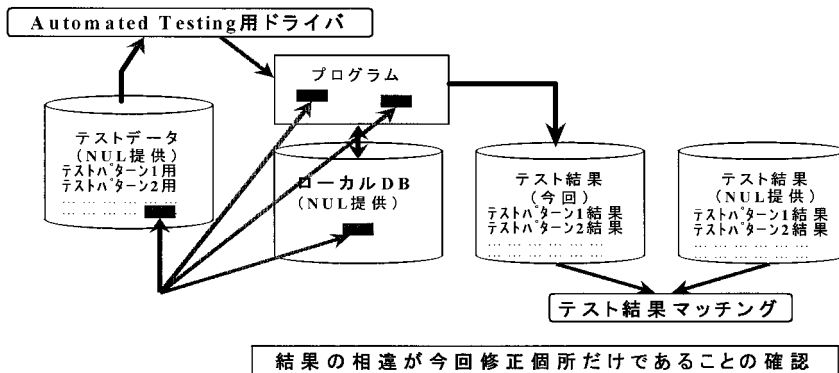 Automated Testing用ドライバ
プログラム
テストデータ
(NUL提供)
テストパターン1用
テストパターン2用
... ... ... ... ...
... ... ...
ローカルDB
(NUL提供)
テスト結果
(今回)
テストパターン1結果
テストパターン2結果
... ... ... ... ...
... ... ... ... ...
テスト結果
(NUL提供)
テストパターン1結果
テストパターン2結果
... ... ... ... ...
... ... ... ... ...
テスト結果マッチング
結果の相違が今回修正個所だけであることの確認